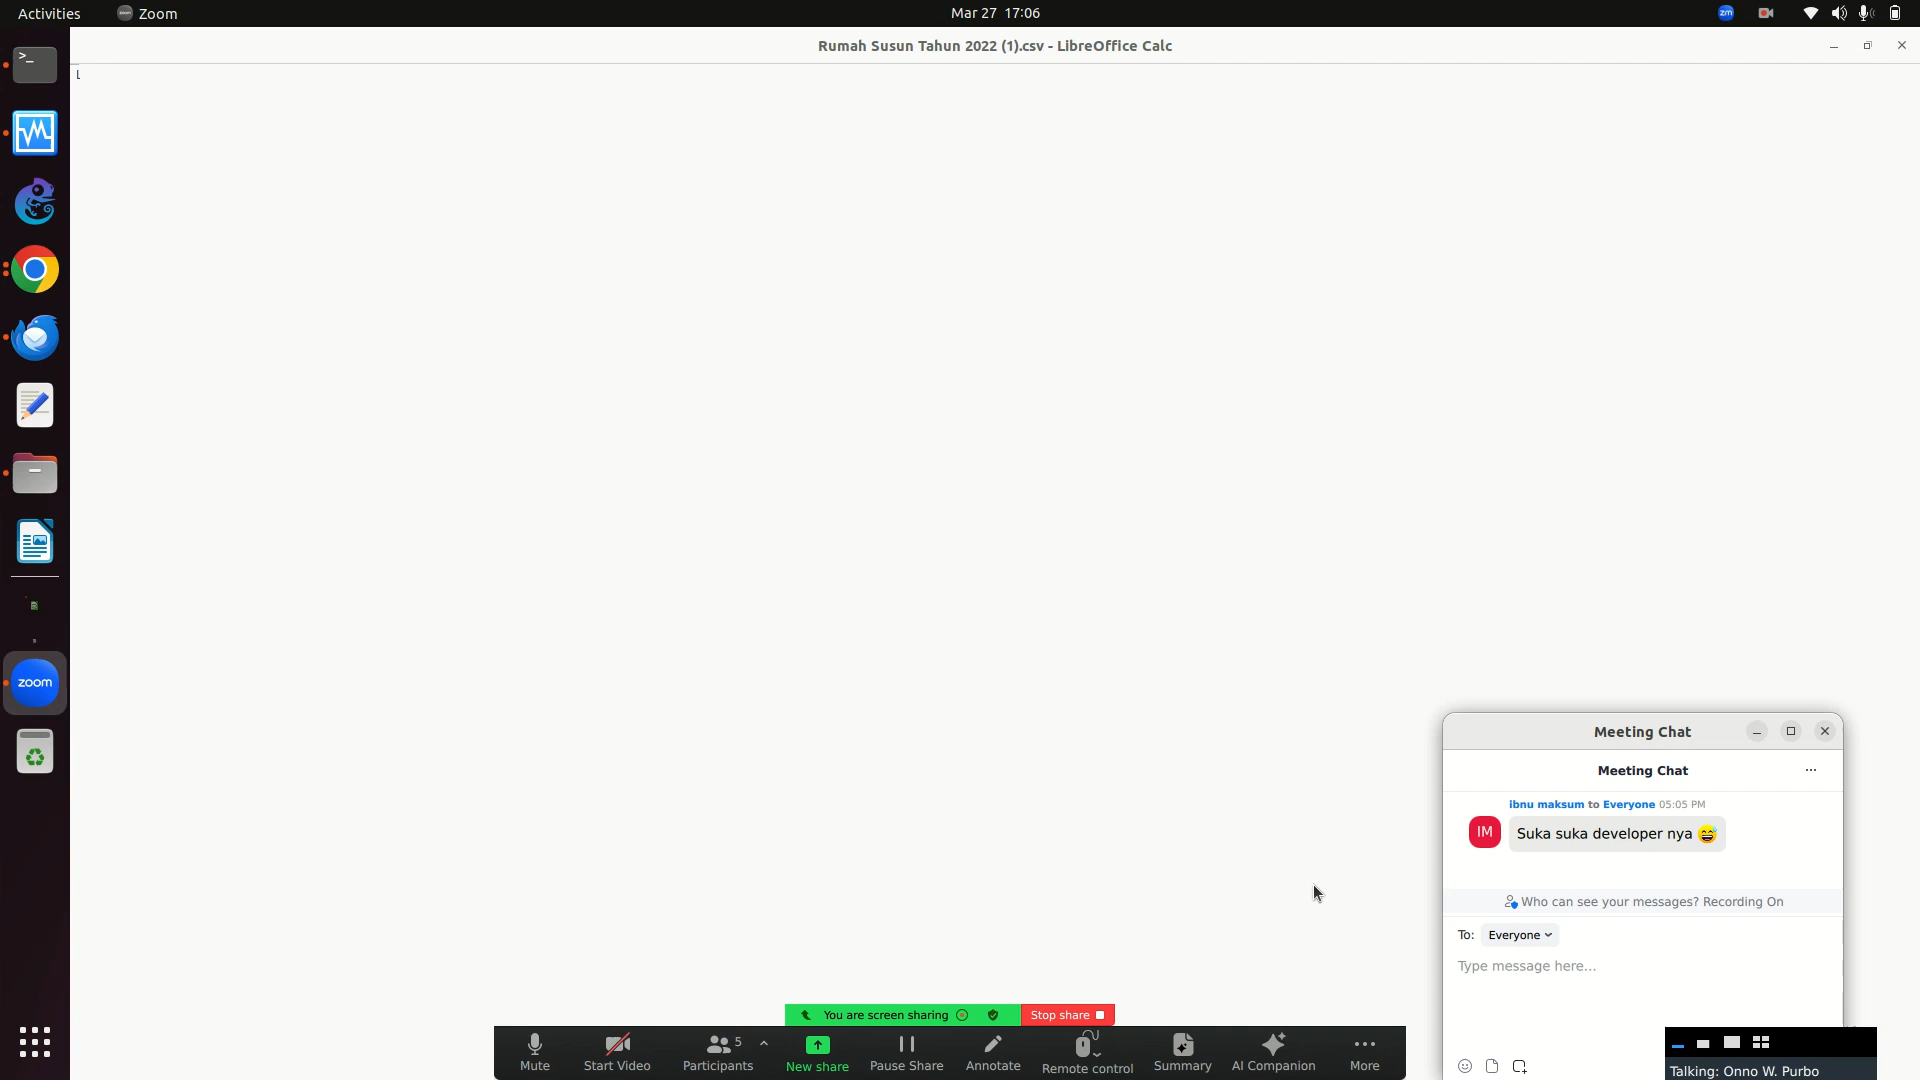 Activities
Zoom
Mar 27 17:06
zm
Rumah Susun Tahun 2022 (1).csv - LibreOffice Calc
zoom
Meeting Chat
Meeting Chat
ibnu maksum to Everyone 05:05 PM
IM
Suka suka developer nya 😅
Who can see your messages? Recording On
To: Everyone
Type message here...
You are screen sharing
Stop share
Mute
Start Video
Participants
5
New share
Pause Share
Annotate
Remote control
Summary
AI Companion
More
Talking: Onno W. Purbo